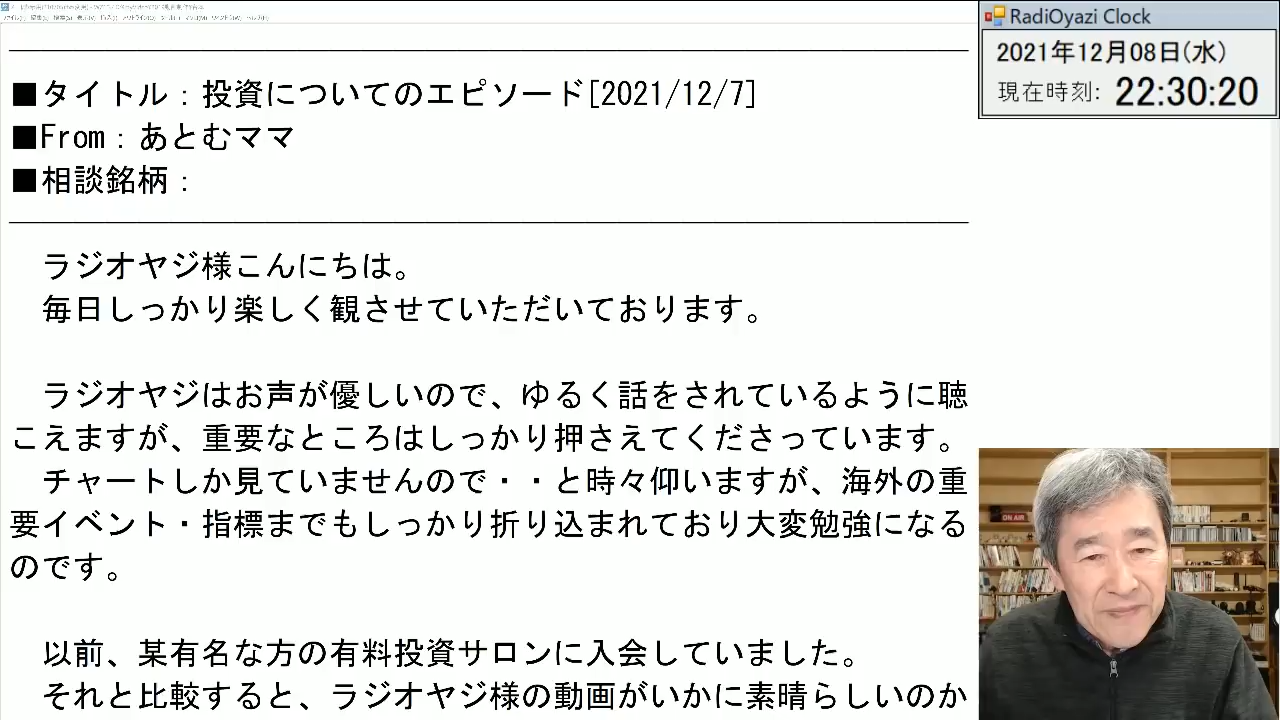 RadiOyazi Clock
2021年12月08日(水)
現在時刻: 22:30:20
■タイトル：投資についてのエピソード[2021/12/7]
■From：あとむママ
■相談銘柄：
ラジオヤジ様こんにちは。
毎日しっかり楽しく観させていただいております。
ラジオヤジはお声が優しいので、ゆるく話をされているように聴
こえますが、重要なところはしっかり押さえてくださっています。
チャートしか見ていませんので・・と時々仰いますが、海外の重
要イベント・指標までもしっかり折り込まれており大変勉強になる
のです。
以前、某有名な方の有料投資サロンに入会していました。
それと比較すると、ラジオヤジ様の動画がいかに素晴らしいのか
ON AIR